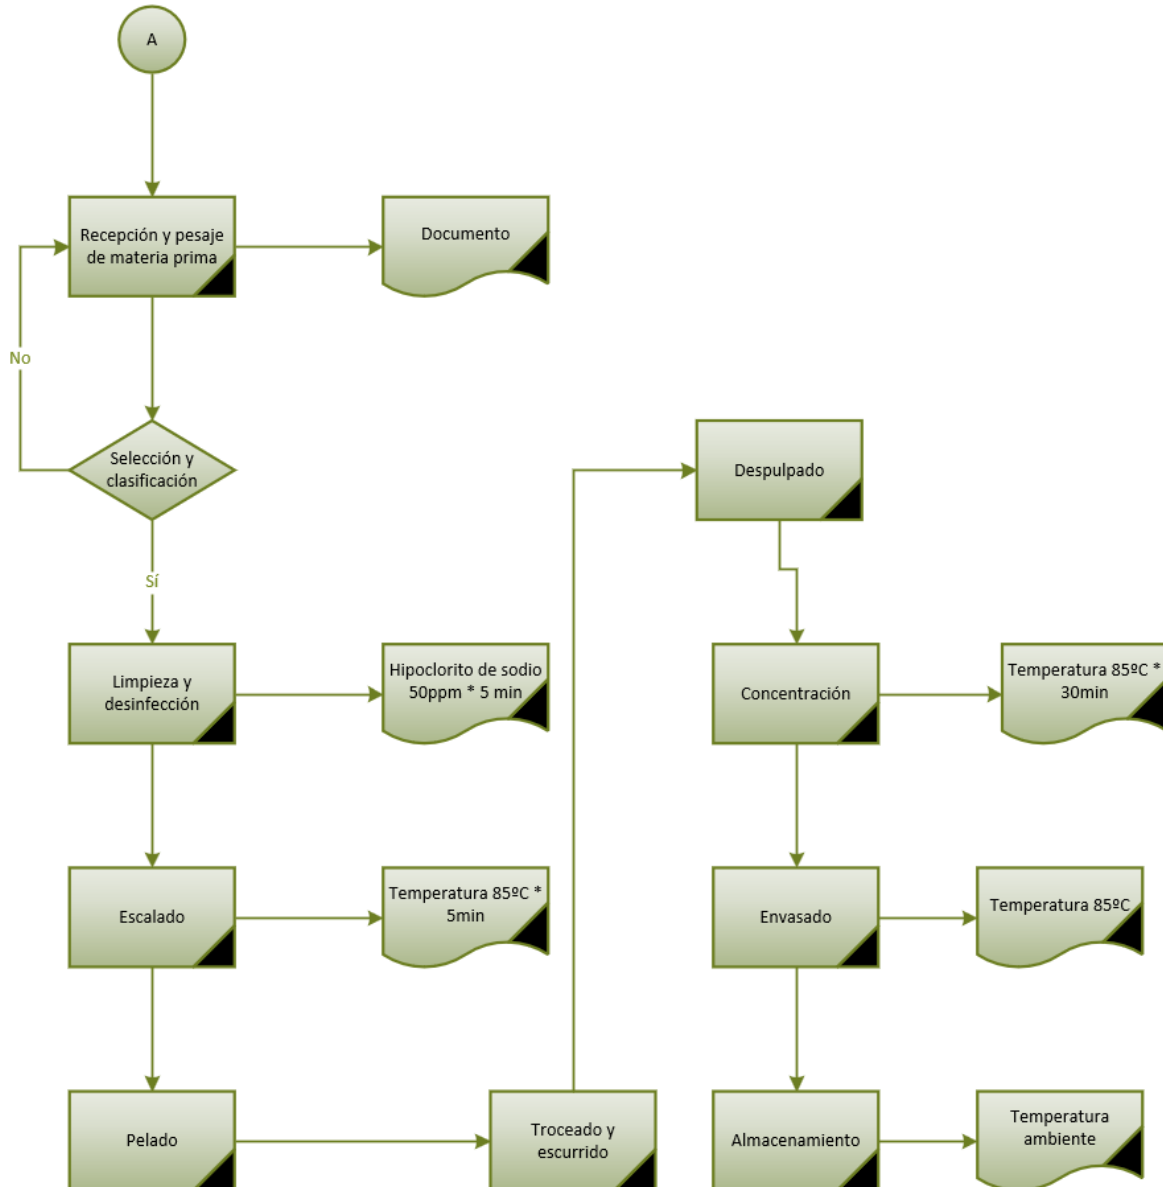 A
Recepción y pesaje
de materia prima
Documento
No
Selección y
clasificación
Sí
Limpieza y
desinfección
Hipoclorito de sodio
50ppm * 5 min
Escalado
Temperatura 85ºC *
5min
Pelado
Troceado y
escurrido
Despulpado
Concentración
Temperatura 85ºC *
30min
Envasado
Temperatura 85ºC
Almacenamiento
Temperatura
ambiente